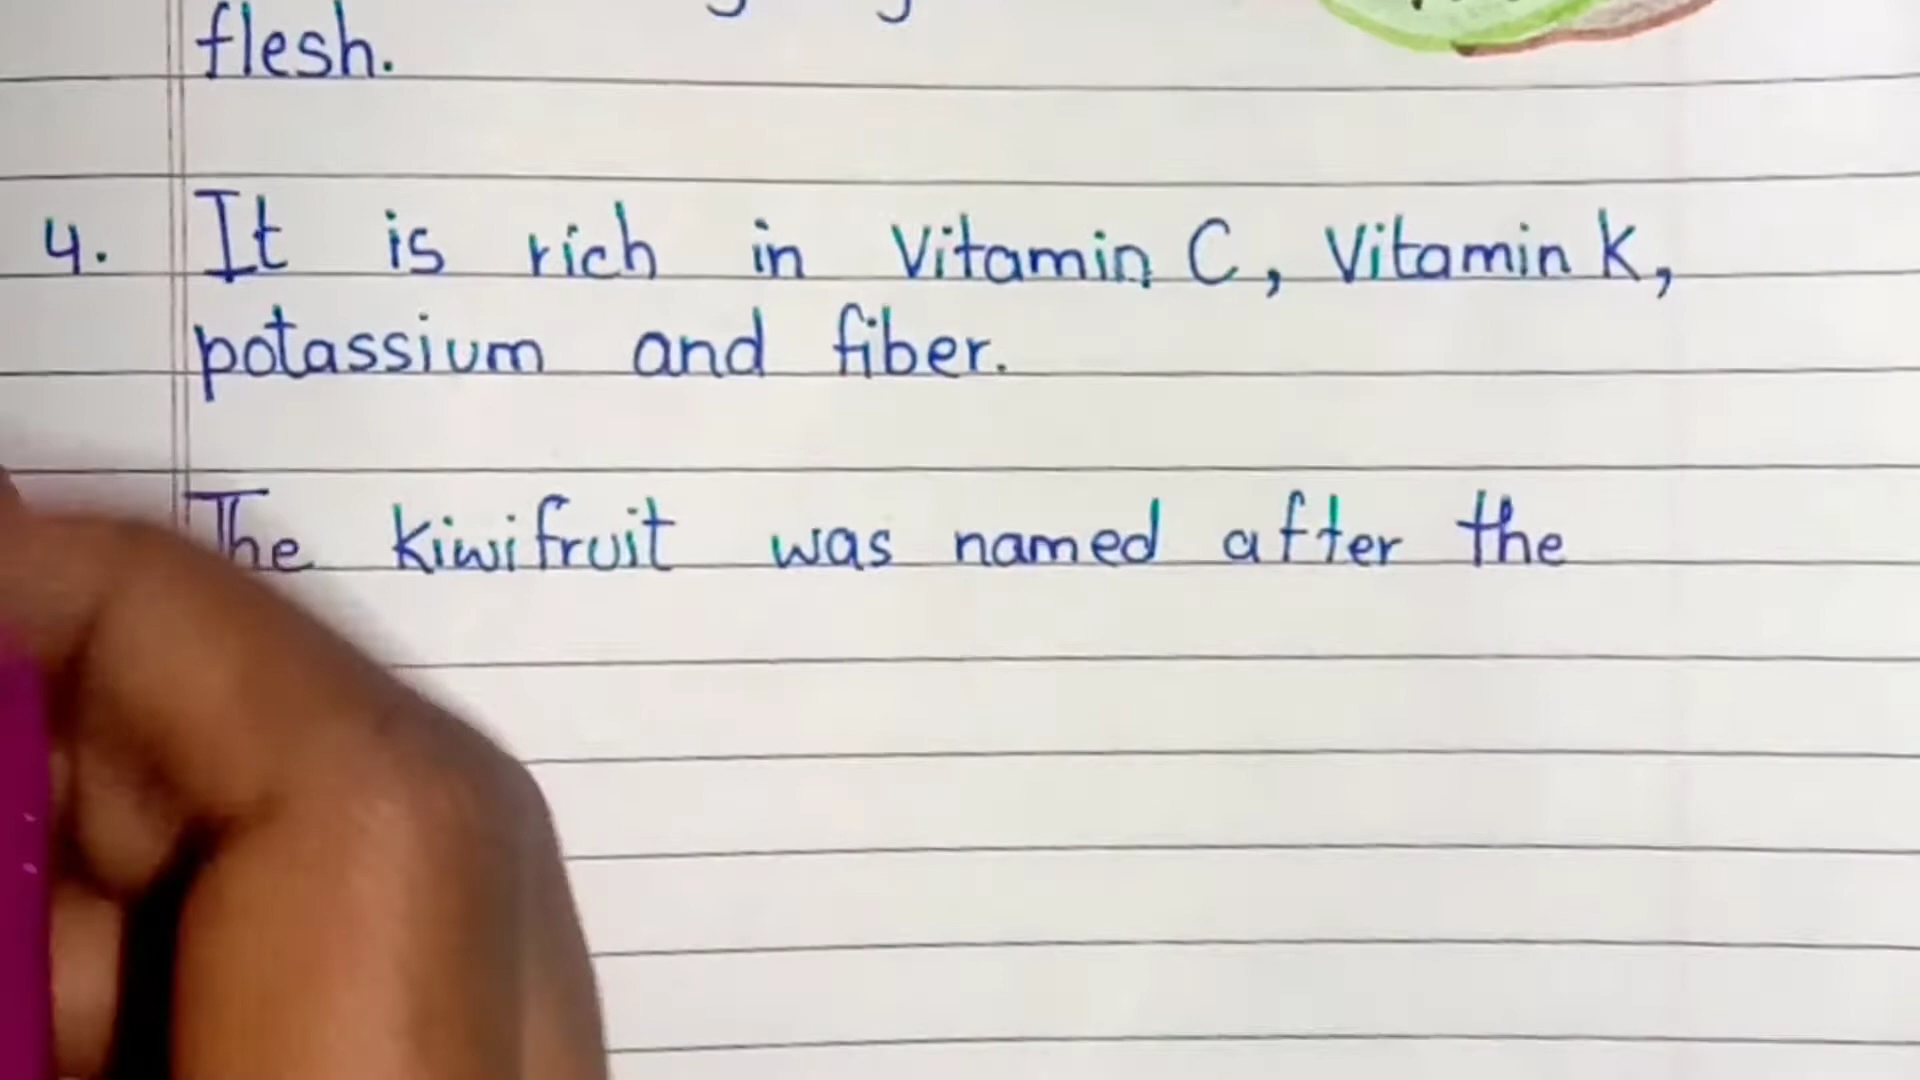 flesh.
4. It is rich in Vitamin C, Vitamin K,
potassium and fiber.
The kiwifruit was named after the